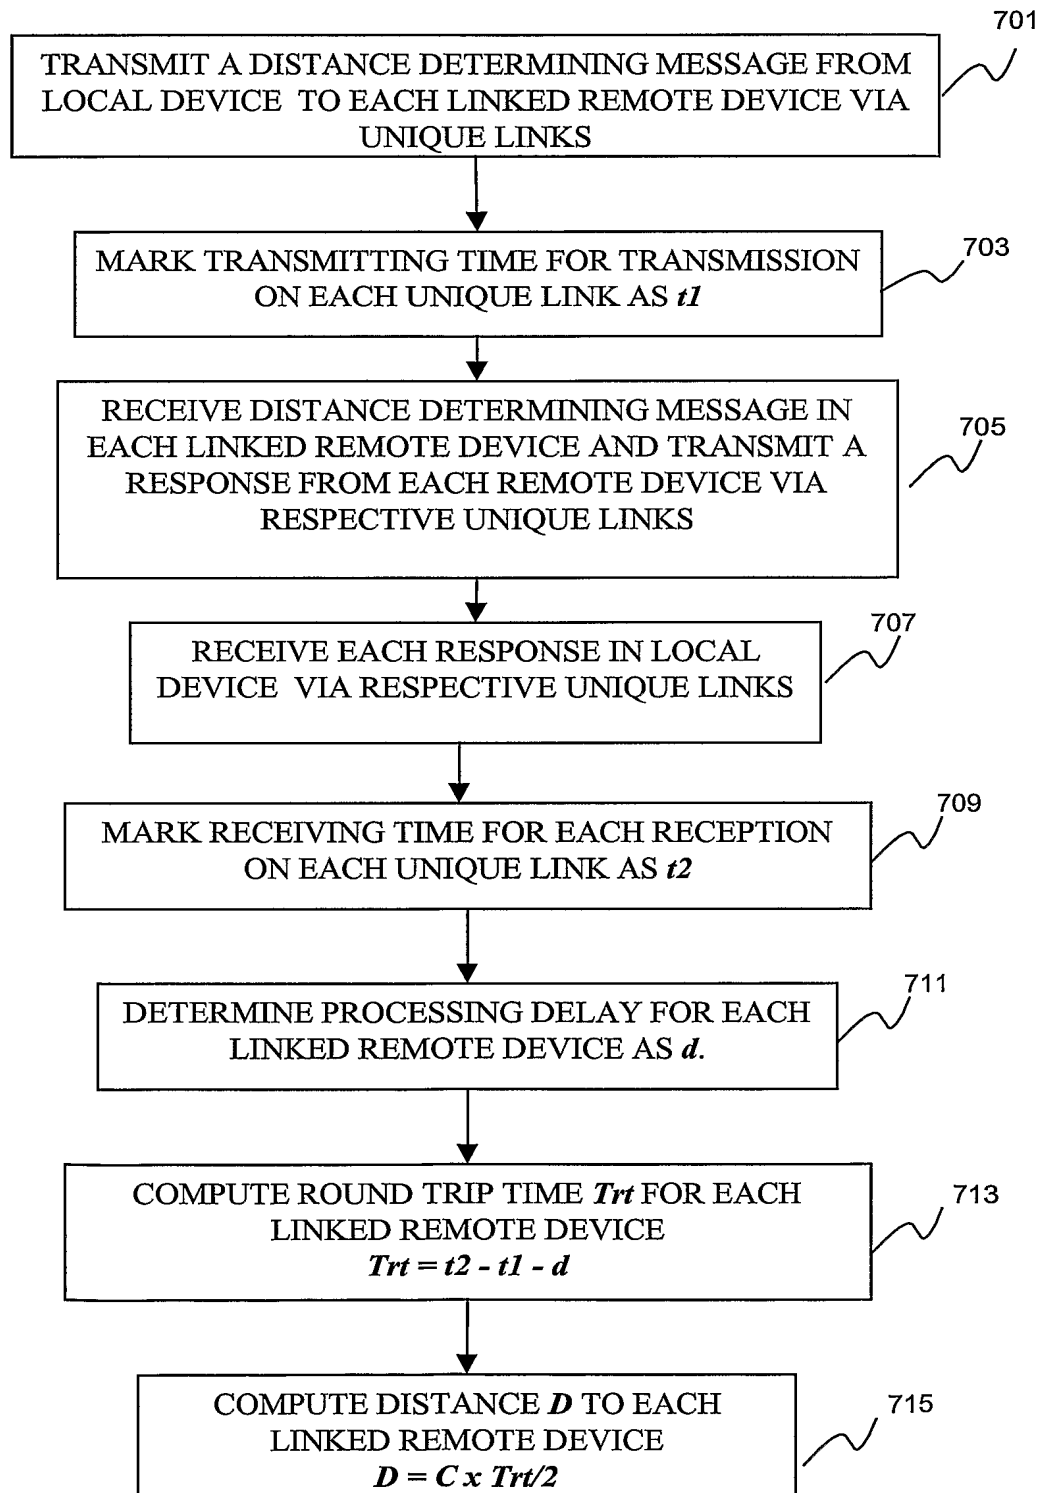 701
TRANSMIT A DISTANCE DETERMINING MESSAGE FROM
LOCAL DEVICE TO EACH LINKED REMOTE DEVICE VIA
UNIQUE LINKS
703
MARK TRANSMITTING TIME FOR TRANSMISSION
ON EACH UNIQUE LINK AS t1
705
RECEIVE DISTANCE DETERMINING MESSAGE IN
EACH LINKED REMOTE DEVICE AND TRANSMIT A
RESPONSE FROM EACH REMOTE DEVICE VIA
RESPECTIVE UNIQUE LINKS
707
RECEIVE EACH RESPONSE IN LOCAL
DEVICE VIA RESPECTIVE UNIQUE LINKS
709
MARK RECEIVING TIME FOR EACH RECEPTION
ON EACH UNIQUE LINK AS t2
711
DETERMINE PROCESSING DELAY FOR EACH
LINKED REMOTE DEVICE AS d.
713
COMPUTE ROUND TRIP TIME Trt FOR EACH
LINKED REMOTE DEVICE
Trt = t2 - t1 - d
715
COMPUTE DISTANCE D TO EACH
LINKED REMOTE DEVICE
D = C x Trt/2